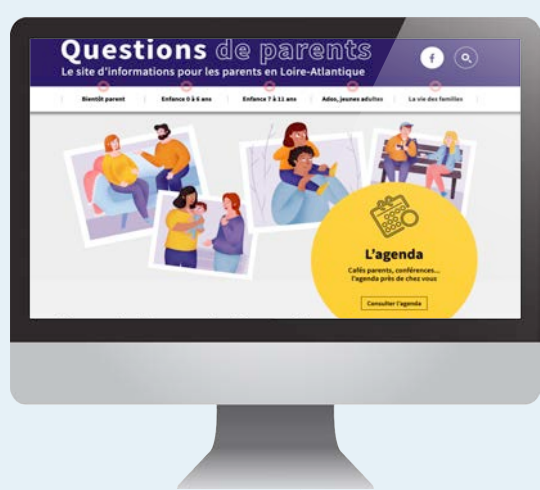 Questions de parents
Le site d'informations pour les parents en Loire-Atlantique
Bientôt parent
Enfance 0 à 6 ans
Enfance 7 à 11 ans
Ados, jeunes adultes
La vie des familles
L'agenda
Cafés parents, conférences...
l'agenda près de chez vous
Consulter l'agenda